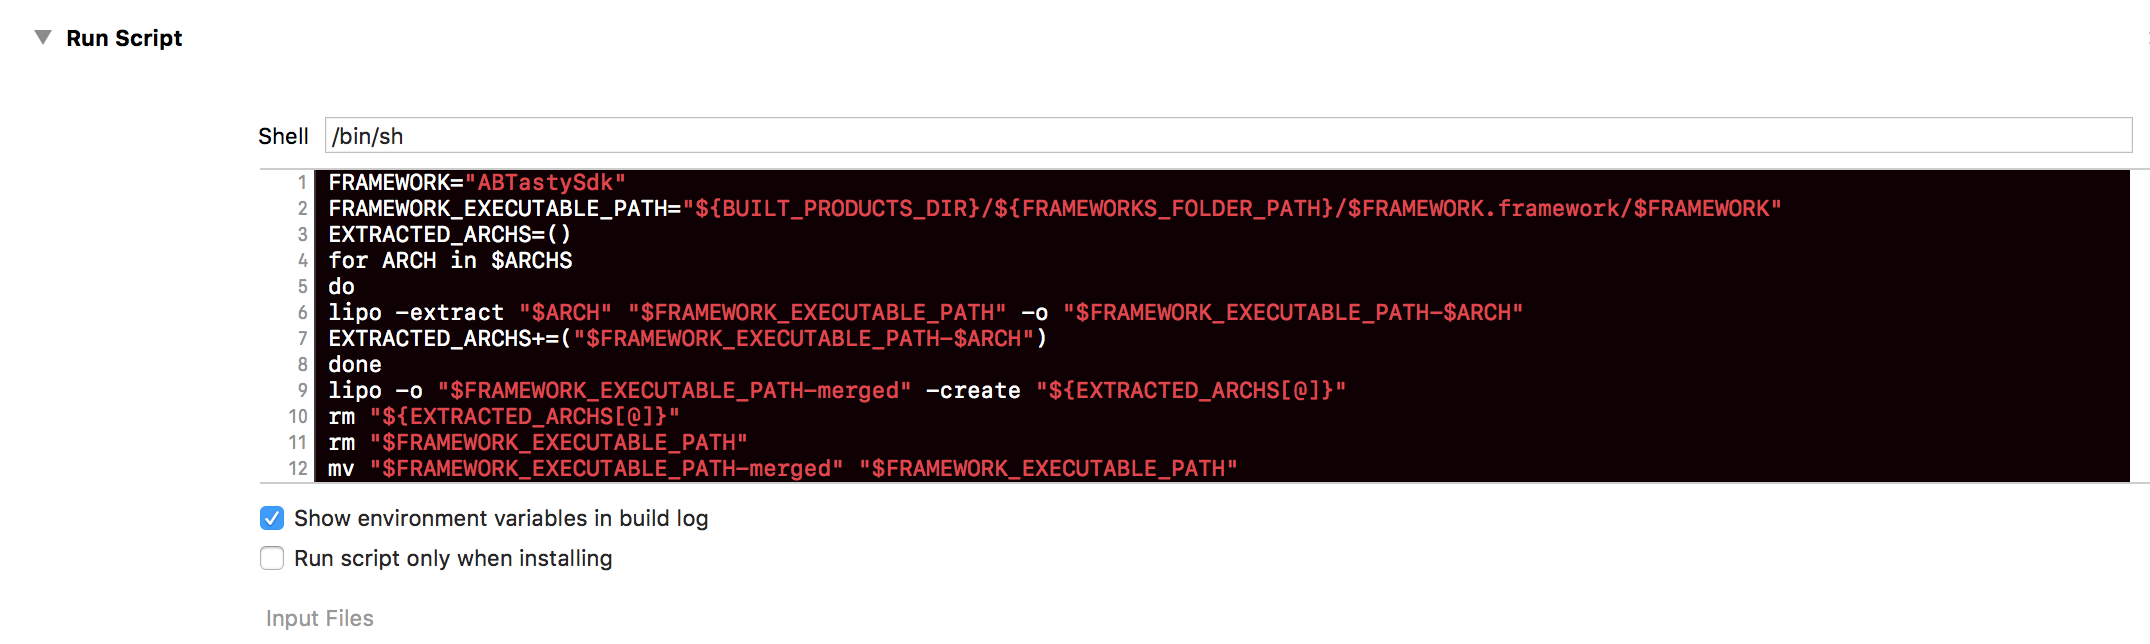 Run Script
Shell /bin/sh
1 FRAMEWORK="ABTastySdk"
2 FRAMEWORK_EXECUTABLE_PATH="${BUILT_PRODUCTS_DIR}/${FRAMEWORKS_FOLDER_PATH}/$FRAMEWORK.framework/$FRAMEWORK"
3 EXTRACTED_ARCHS=()
4 for ARCH in $ARCHS
5 do
6 lipo -extract "$ARCH" "$FRAMEWORK_EXECUTABLE_PATH" -o "$FRAMEWORK_EXECUTABLE_PATH-$ARCH"
7 EXTRACTED_ARCHS+=("$FRAMEWORK_EXECUTABLE_PATH-$ARCH")
8 done
9 lipo -o "$FRAMEWORK_EXECUTABLE_PATH-merged" -create "${EXTRACTED_ARCHS[@]}"
10 rm "${EXTRACTED_ARCHS[@]}"
11 rm "$FRAMEWORK_EXECUTABLE_PATH"
12 mv "$FRAMEWORK_EXECUTABLE_PATH-merged" "$FRAMEWORK_EXECUTABLE_PATH"
Show environment variables in build log
Run script only when installing
Input Files